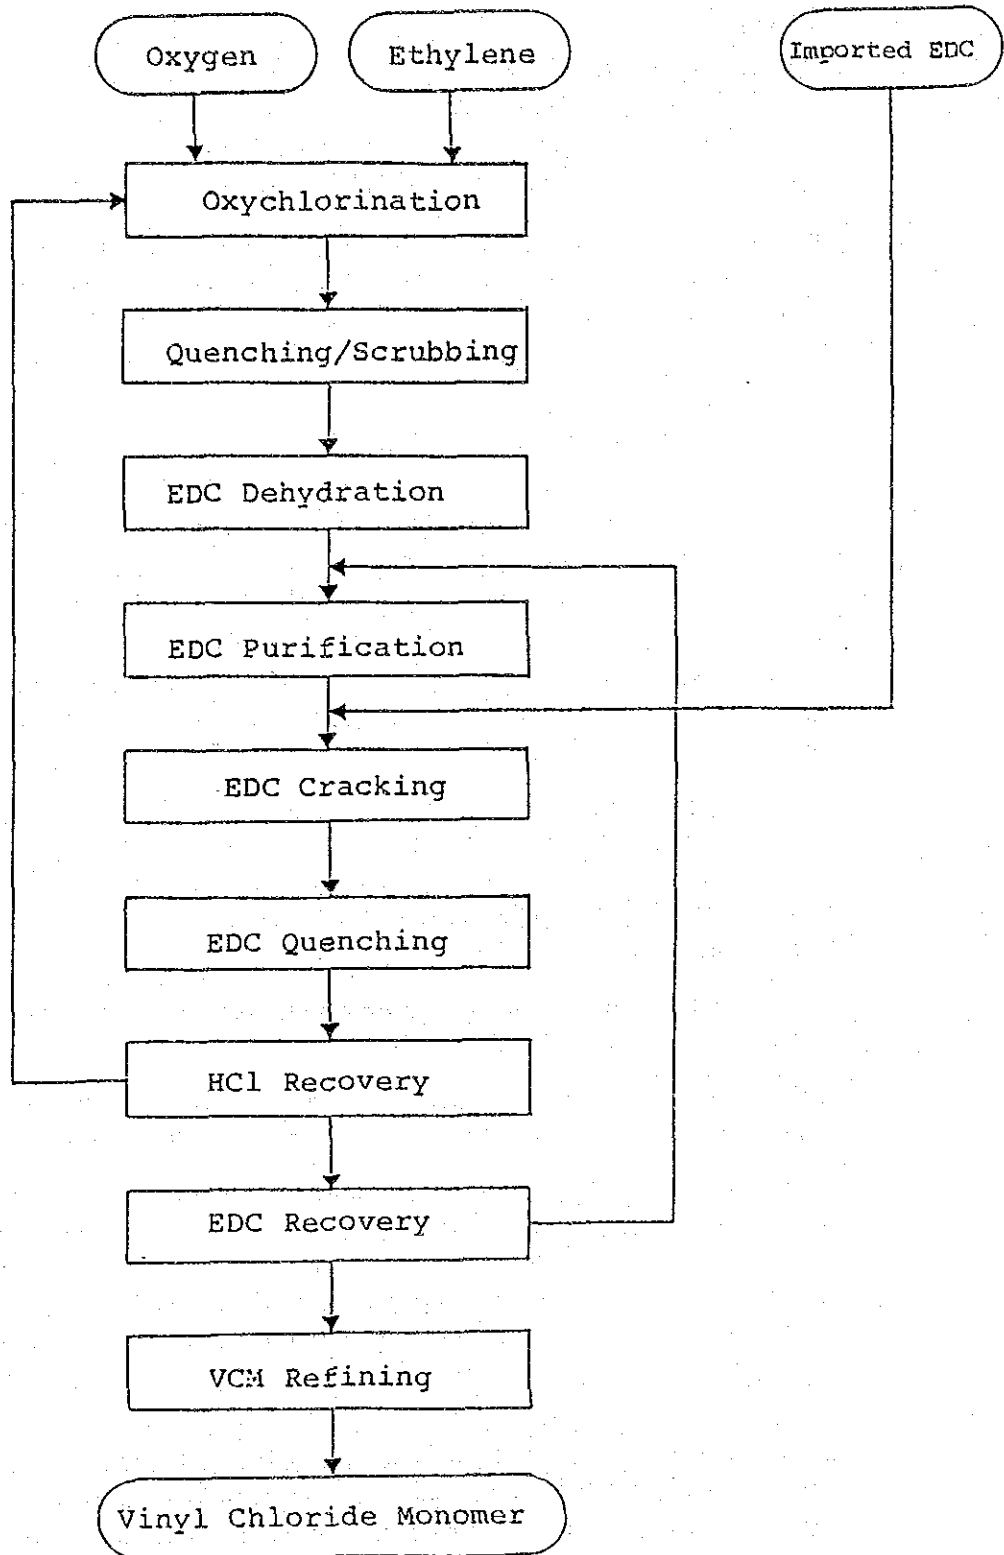 Oxygen
Ethylene
Imported EDC
Oxychlorination
Quenching/Scrubbing
EDC Dehydration
EDC Purification
EDC Cracking
EDC Quenching
HCl Recovery
EDC Recovery
VCM Refining
Vinyl Chloride Monomer